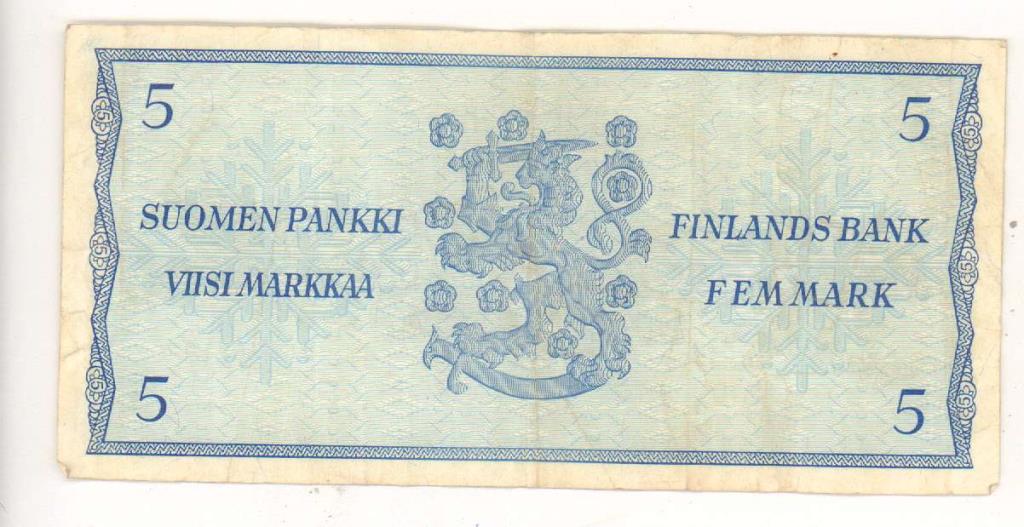 5
5
SUOMEN PANKKI
FINLANDS BANK
VIISI MARKKAA
FEM MARK
5
5